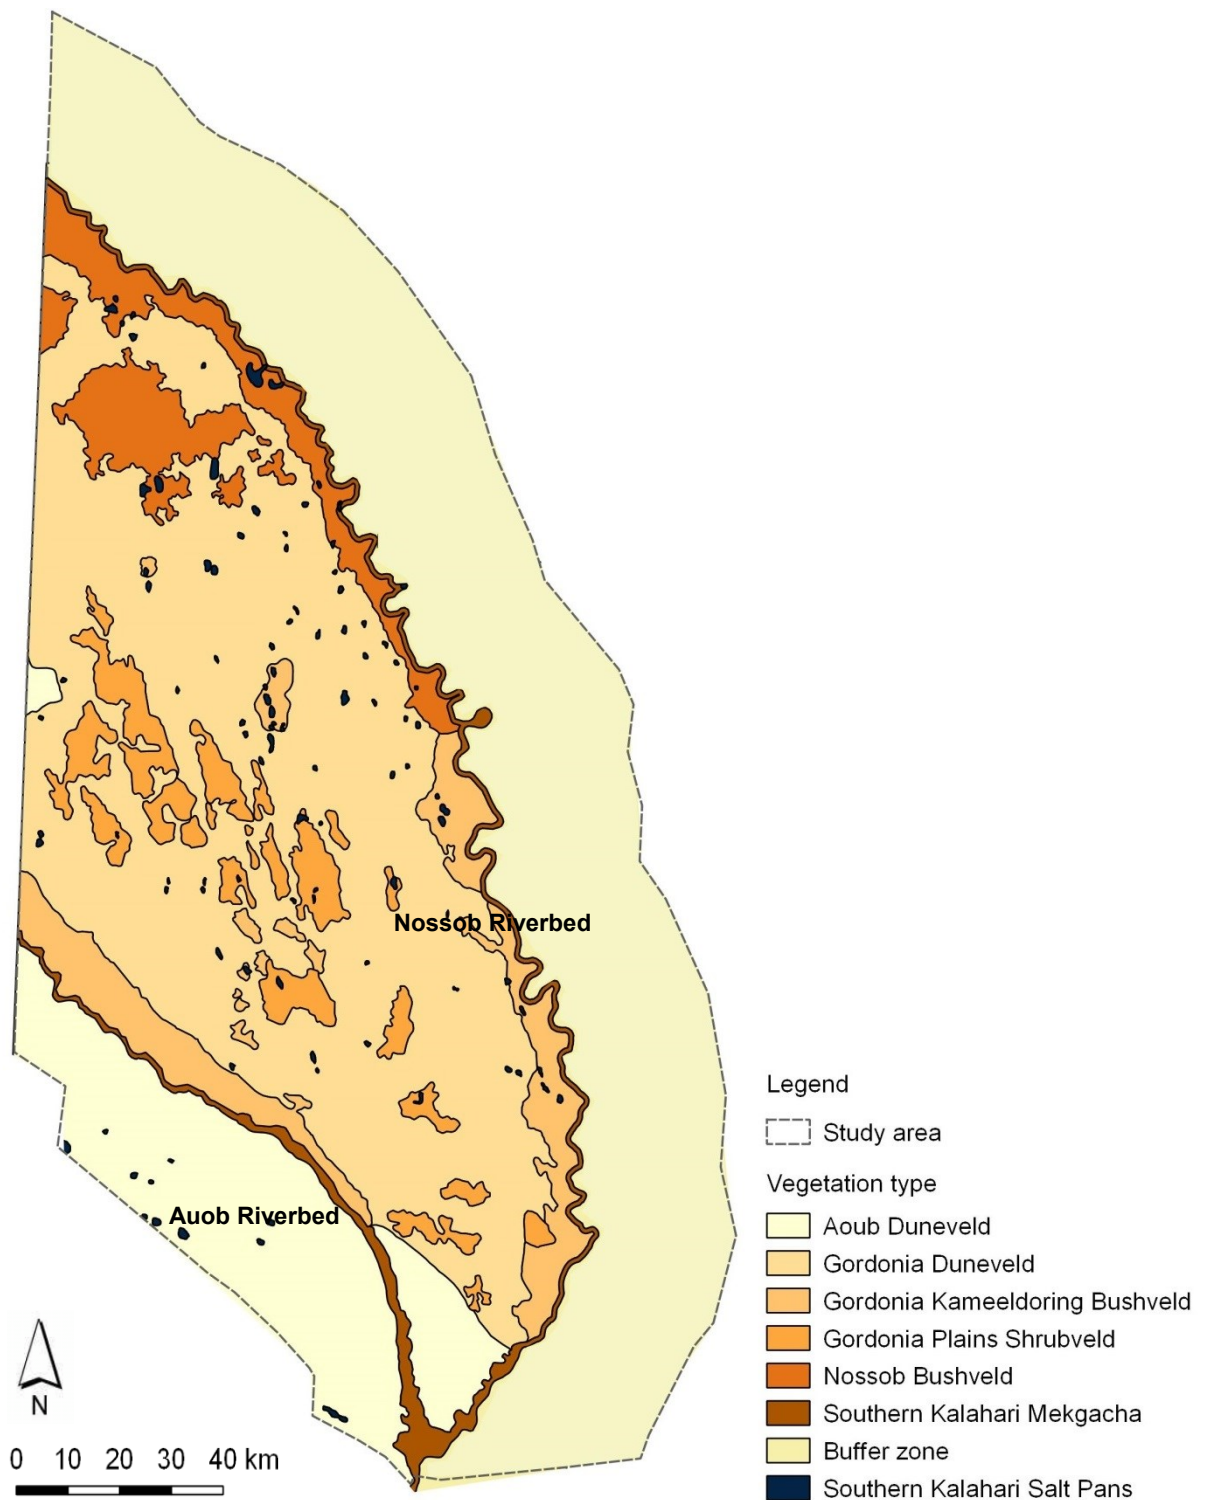 Nossob Riverbed
Auob Riverbed
Legend
Study area
Vegetation type
Aoub Duneveld
Gordonia Duneveld
Gordonia Kameeldoring Bushveld
Gordonia Plains Shrubveld
Nossob Bushveld
Southern Kalahari Mekgacha
Buffer zone
Southern Kalahari Salt Pans
N
0 10 20 30 40 km